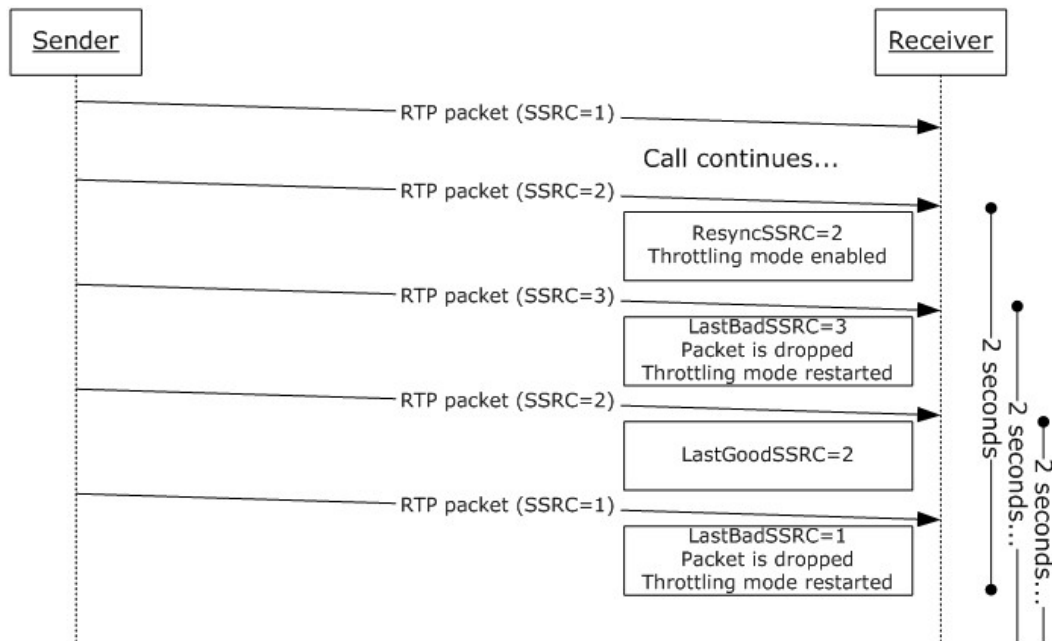 Sender
Receiver
RTP packet (SSRC=1)
Call continues...
RTP packet (SSRC=2)
ResyncSSRC=2
Throttling mode enabled
RTP packet (SSRC=3)
LastBadSSRC=3
Packet is dropped
Throttling mode restarted
RTP packet (SSRC=2)
LastGoodSSRC=2
RTP packet (SSRC=1)
LastBadSSRC=1
Packet is dropped
Throttling mode restarted
2 seconds
2 seconds...
2 seconds...